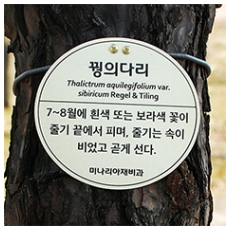 꿩의다리
Thalictrum aquilegifolium var.
sibiricum Regel & Tiling
7~8월에 흰색 또는 보라색 꽃이
줄기 끝에서 피며, 줄기는 속이
비었고 곧게 선다.
미나리아재비과